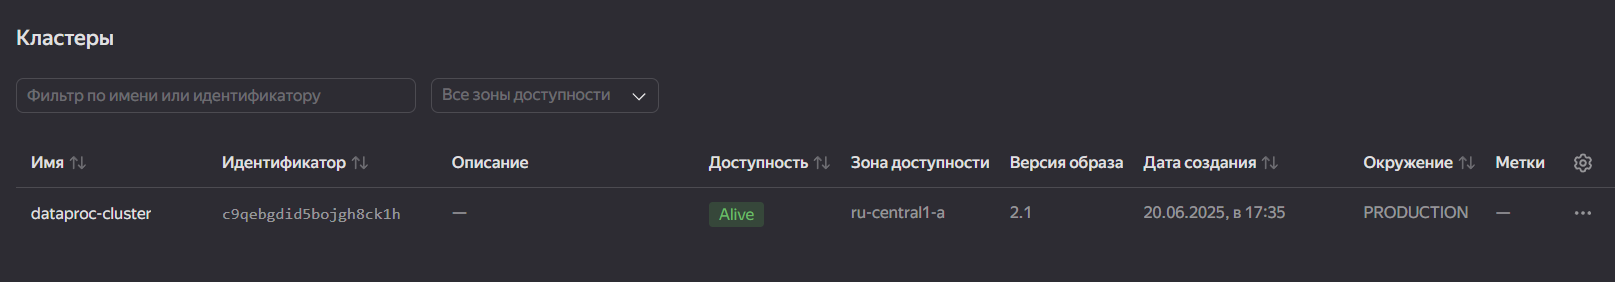 Кластеры
Фильтр по имени или идентификатору Все зоны доступности
Имя Идентификатор Описание Доступность Зона доступности Версия образа Дата создания Окружение Метки
dataproc-cluster c9qebgdid5bojgh8ck1h — Alive ru-central1-a 2.1 20.06.2025, в 17:35 PRODUCTION —